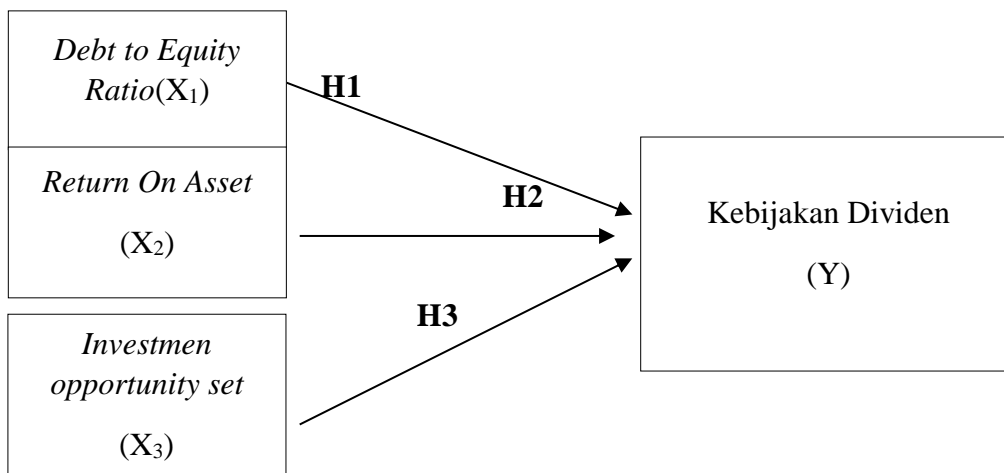 Debt to Equity
Ratio(X₁)
H1
Return On Asset
(X₂)
H2
Kebijakan Dividen
(Y)
H3
Investmen
opportunity set
(X₃)